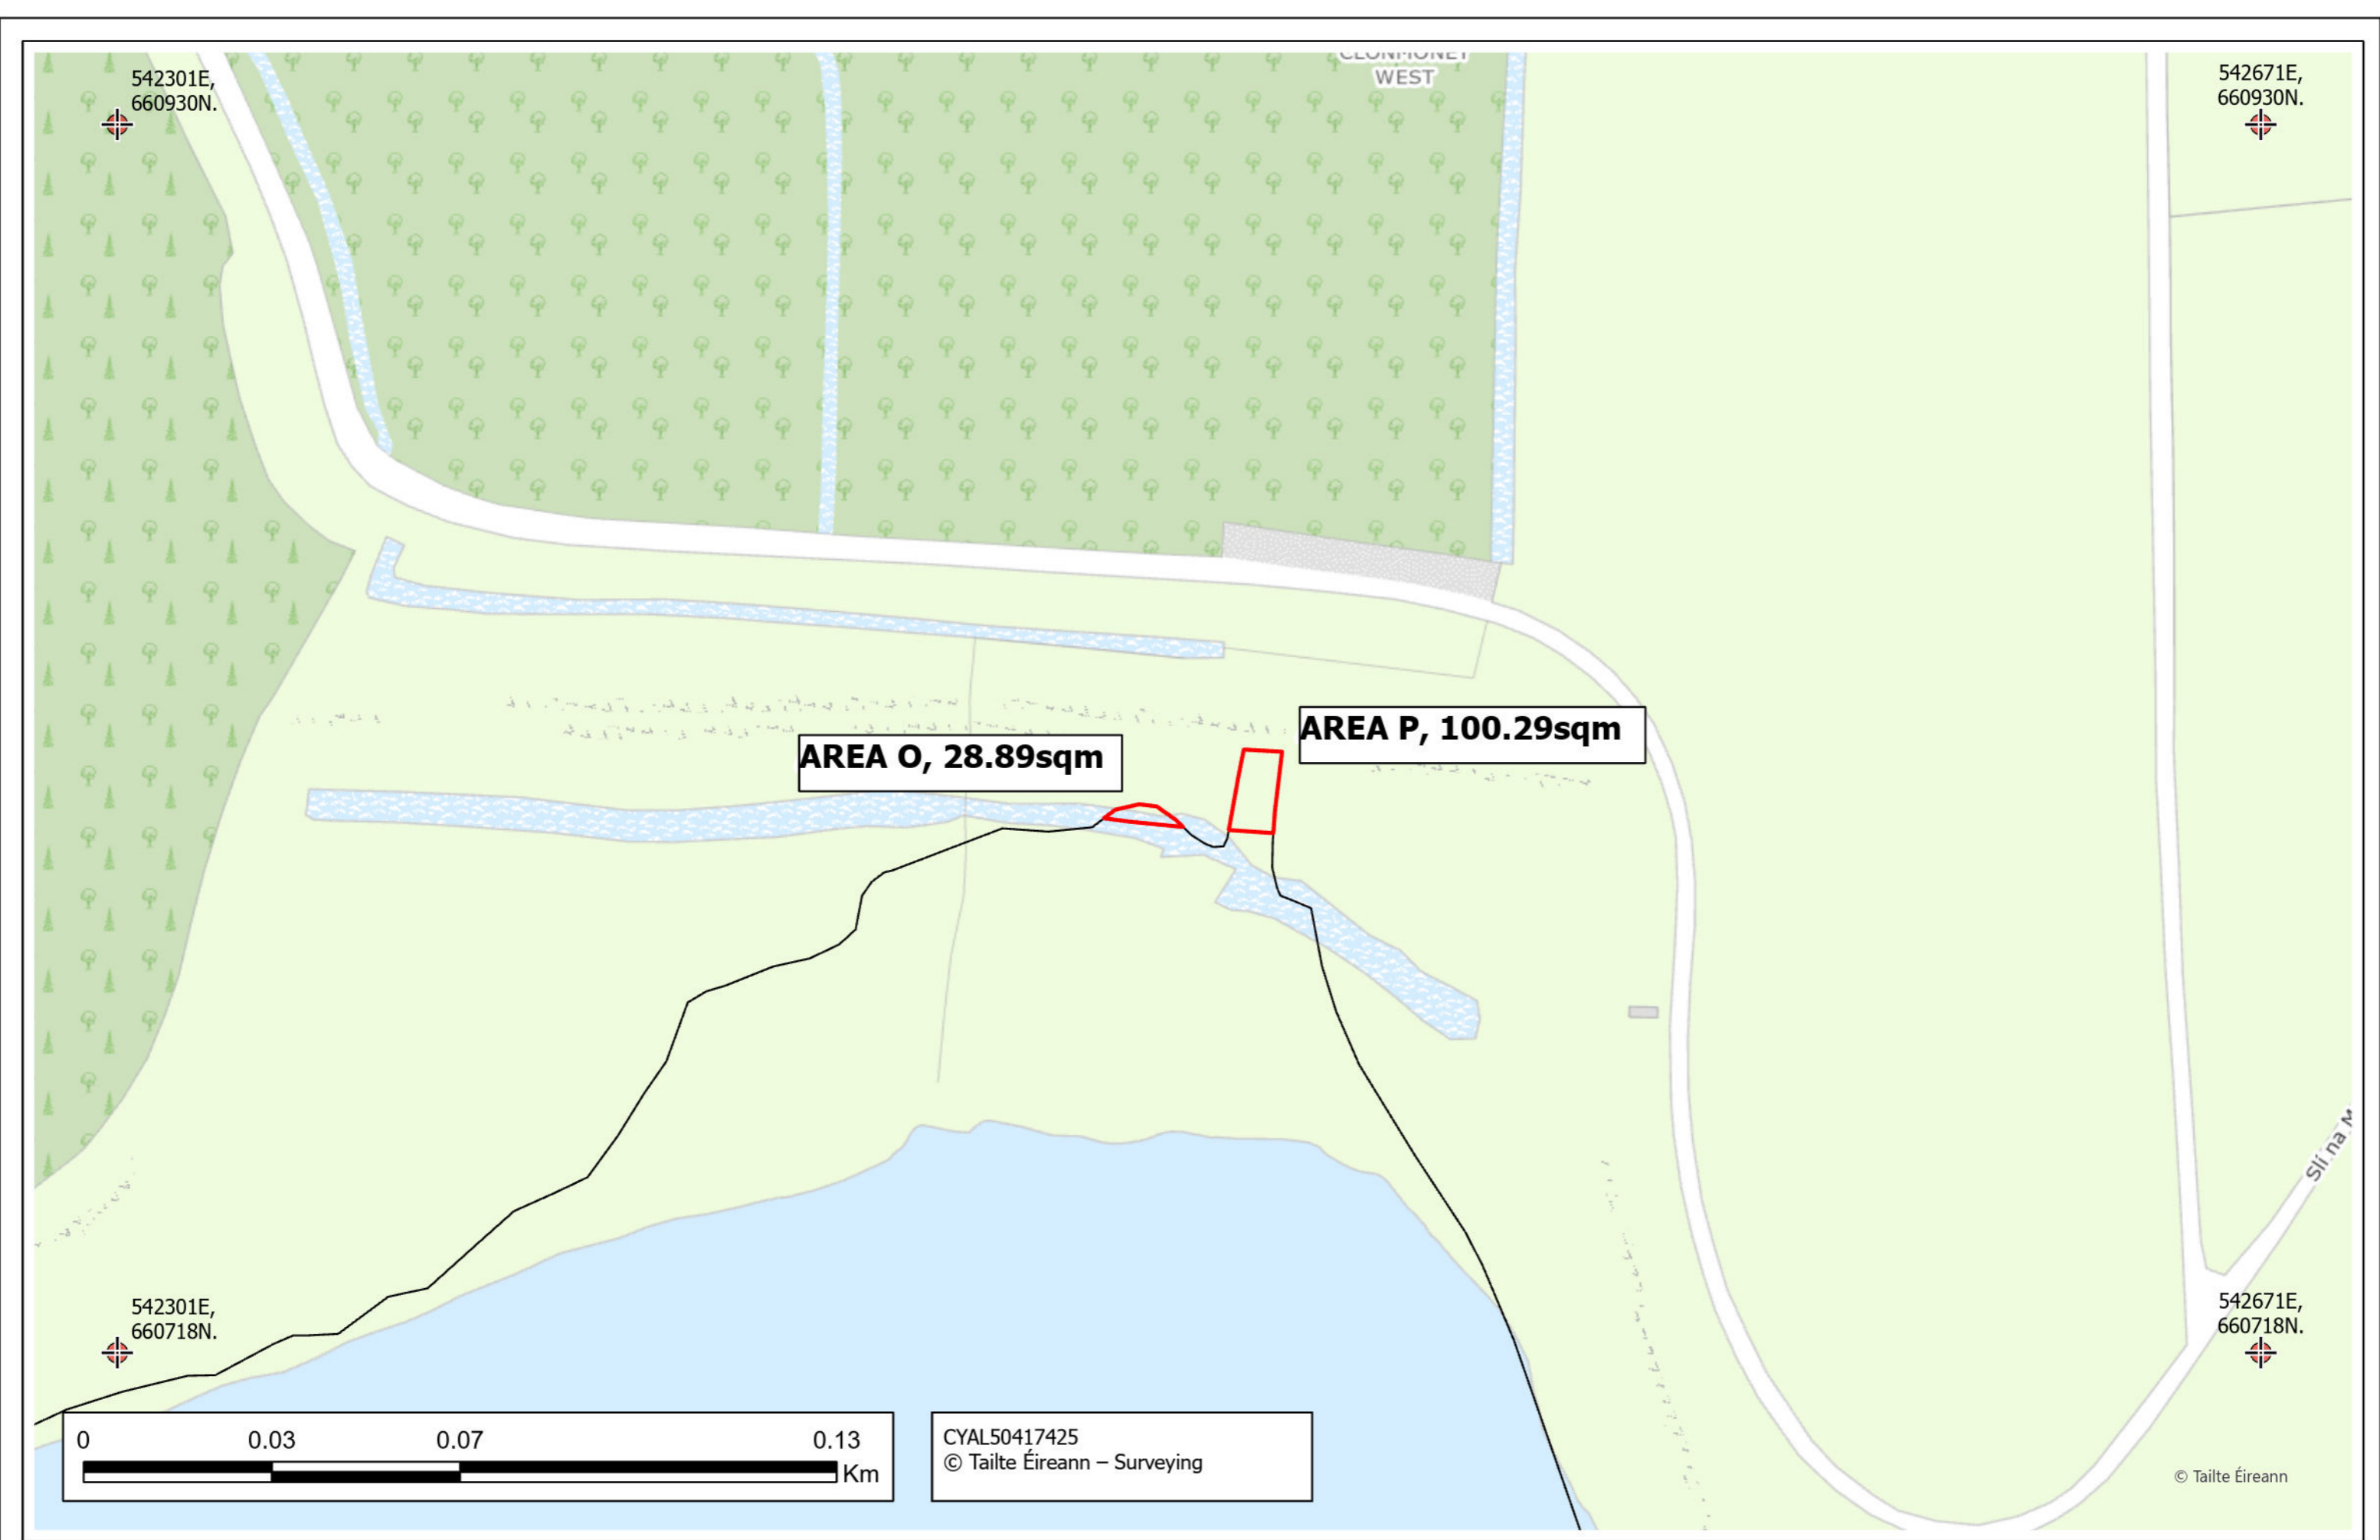 CLONMONEY
WEST
542301E,
660930N.
542671E,
660930N.
AREA P, 100.29sqm
AREA O, 28.89sqm
Slí na M
542301E,
660718N.
542671E,
660718N.
0 0.03 0.07 0.13
Km
CYAL50417425
© Tailte Éireann – Surveying
© Tailte Éireann